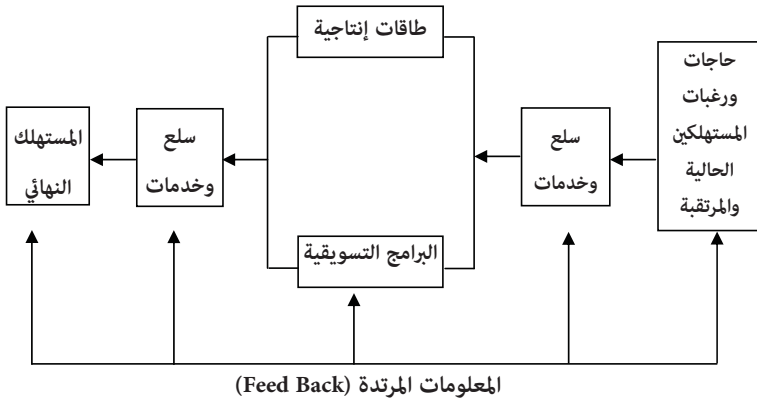 حاجات
ورغبات
المستهلكين
الحالية
والمرتقبة
سلع
وخدمات
طاقات إنتاجية
البرامج التسويقية
سلع
وخدمات
المستهلك
النهائي
المعلومات المرتدة (Feed Back)